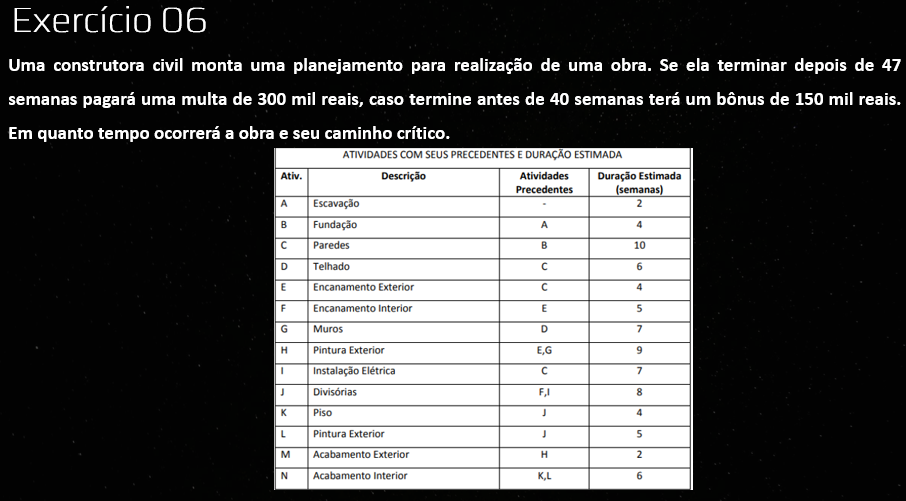 Exercício 06
Uma construtora civil monta uma planejamento para realização de uma obra. Se ela terminar depois de 47
semanas pagará uma multa de 300 mil reais, caso termine antes de 40 semanas terá um bônus de 150 mil reais.
Em quanto tempo ocorrerá a obra e seu caminho crítico.
ATIVIDADES COM SEUS PRECEDENTES E DURAÇÃO ESTIMADA
Ativ. Descrição Atividades Precedentes Duração Estimada (semanas)
A Escavação - 2
B Fundação A 4
C Paredes B 10
D Telhado C 6
E Encanamento Exterior C 4
F Encanamento Interior E 5
G Muros D 7
H Pintura Exterior E,G 9
I Instalação Elétrica C 7
J Divisórias F,I 8
K Piso J 4
L Pintura Exterior J 5
M Acabamento Exterior H 2
N Acabamento Interior K,L 6